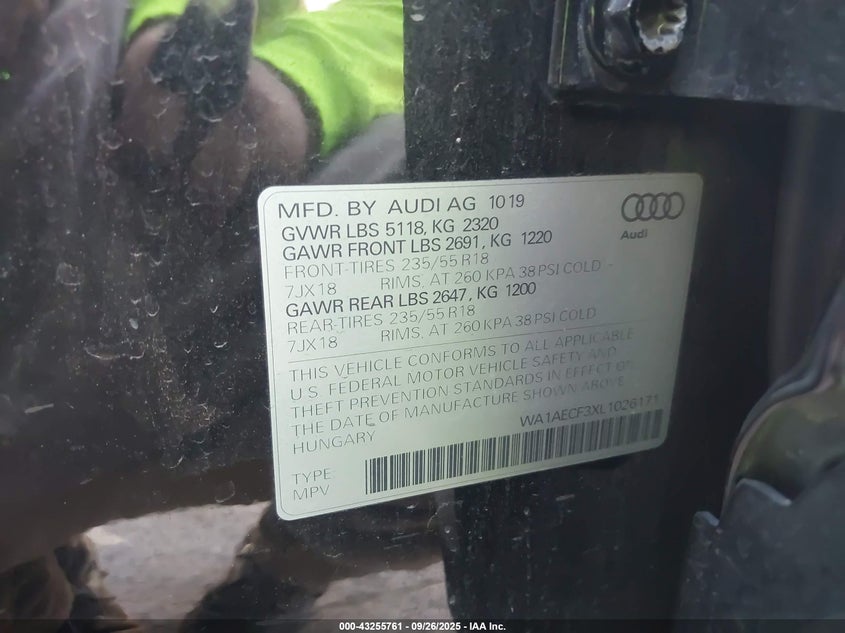 MFD. BY AUDI AG 10 19
GVWR LBS 5118, KG 2320
GAWR FRONT LBS 2691, KG 1220
FRONT-TIRES 235/55 R18
7JX18 RIMS, AT 260 KPA 38 PSI COLD -
GAWR REAR LBS 2647, KG 1200
REAR-TIRES 235/55 R18
7JX18 RIMS, AT 260 KPA 38 PSI COLD
Audi
THIS VEHICLE CONFORMS TO ALL APPLICABLE
U.S. FEDERAL MOTOR VEHICLE SAFETY AND
THEFT PREVENTION STANDARDS IN EFFECT ON
THE DATE OF MANUFACTURE SHOWN ABOVE.
HUNGARY
WA1AECF3XL1026171
TYPE
MPV
000-43255761 - 09/26/2025 - IAA Inc.